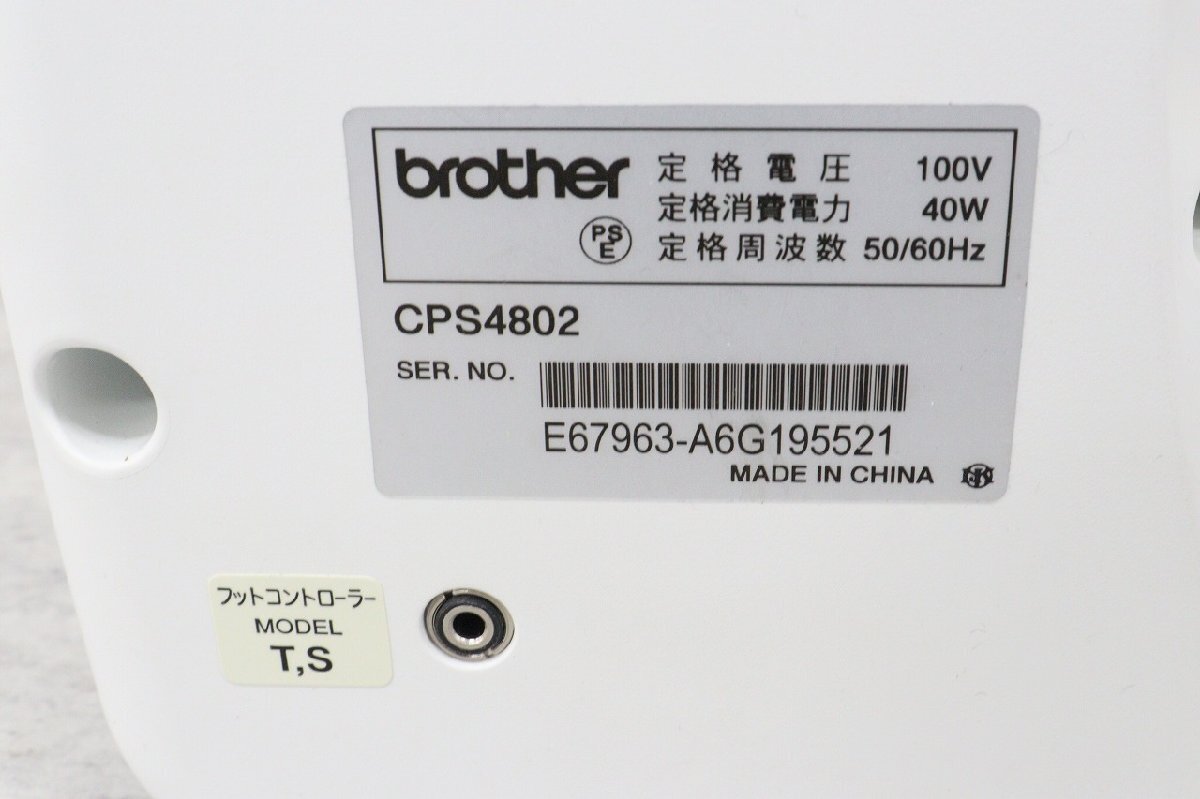 brother
定格電圧 100V
定格消費電力 40W
PS
E
定格周波数 50/60Hz
CPS4802
SER. NO.
E67963-A6G195521
MADE IN CHINA
フットコントローラー
MODEL
T,S